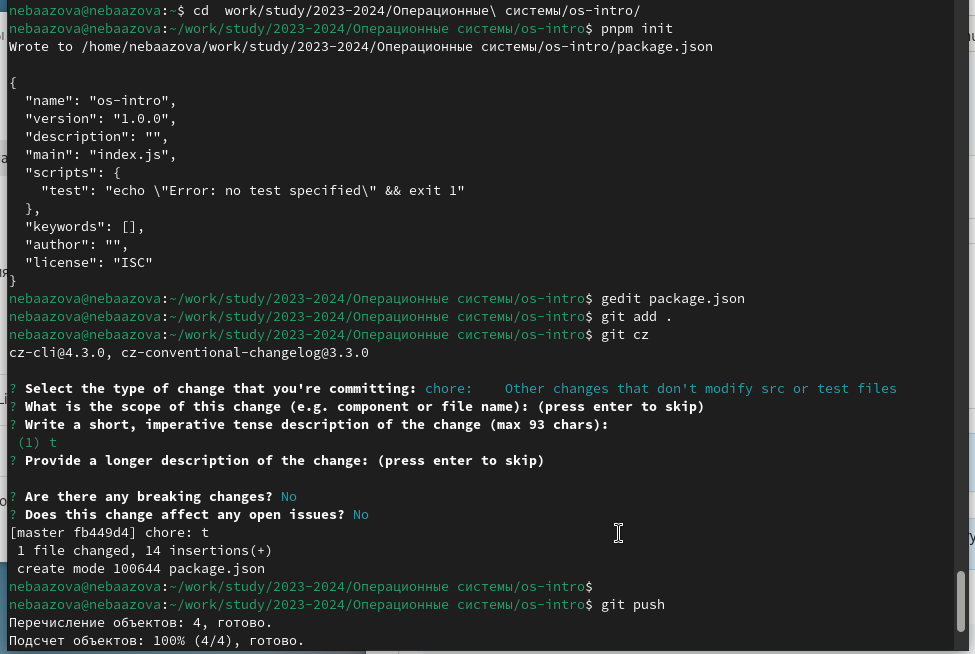 nebaazova@nebaazova:~$ cd  work/study/2023-2024/Операционные\ системы/os-intro/
nebaazova@nebaazova:~/work/study/2023-2024/Операционные системы/os-intro$ pnpm init
Wrote to /home/nebaazova/work/study/2023-2024/Операционные системы/os-intro/package.json
{
  "name": "os-intro",
  "version": "1.0.0",
  "description": "",
  "main": "index.js",
  "scripts": {
    "test": "echo \"Error: no test specified\" && exit 1"
  },
  "keywords": [],
  "author": "",
  "license": "ISC"
}
nebaazova@nebaazova:~/work/study/2023-2024/Операционные системы/os-intro$ gedit package.json
nebaazova@nebaazova:~/work/study/2023-2024/Операционные системы/os-intro$ git add .
nebaazova@nebaazova:~/work/study/2023-2024/Операционные системы/os-intro$ git cz
cz-cli@4.3.0, cz-conventional-changelog@3.3.0
? Select the type of change that you're committing: chore:    Other changes that don't modify src or test files
? What is the scope of this change (e.g. component or file name): (press enter to skip)
? Write a short, imperative tense description of the change (max 93 chars):
 (1) t
? Provide a longer description of the change: (press enter to skip)
? Are there any breaking changes? No
? Does this change affect any open issues? No
[master fb449d4] chore: t
 1 file changed, 14 insertions(+)
 create mode 100644 package.json
nebaazova@nebaazova:~/work/study/2023-2024/Операционные системы/os-intro$
nebaazova@nebaazova:~/work/study/2023-2024/Операционные системы/os-intro$ git push
Перечисление объектов: 4, готово.
Подсчет объектов: 100% (4/4), готово.